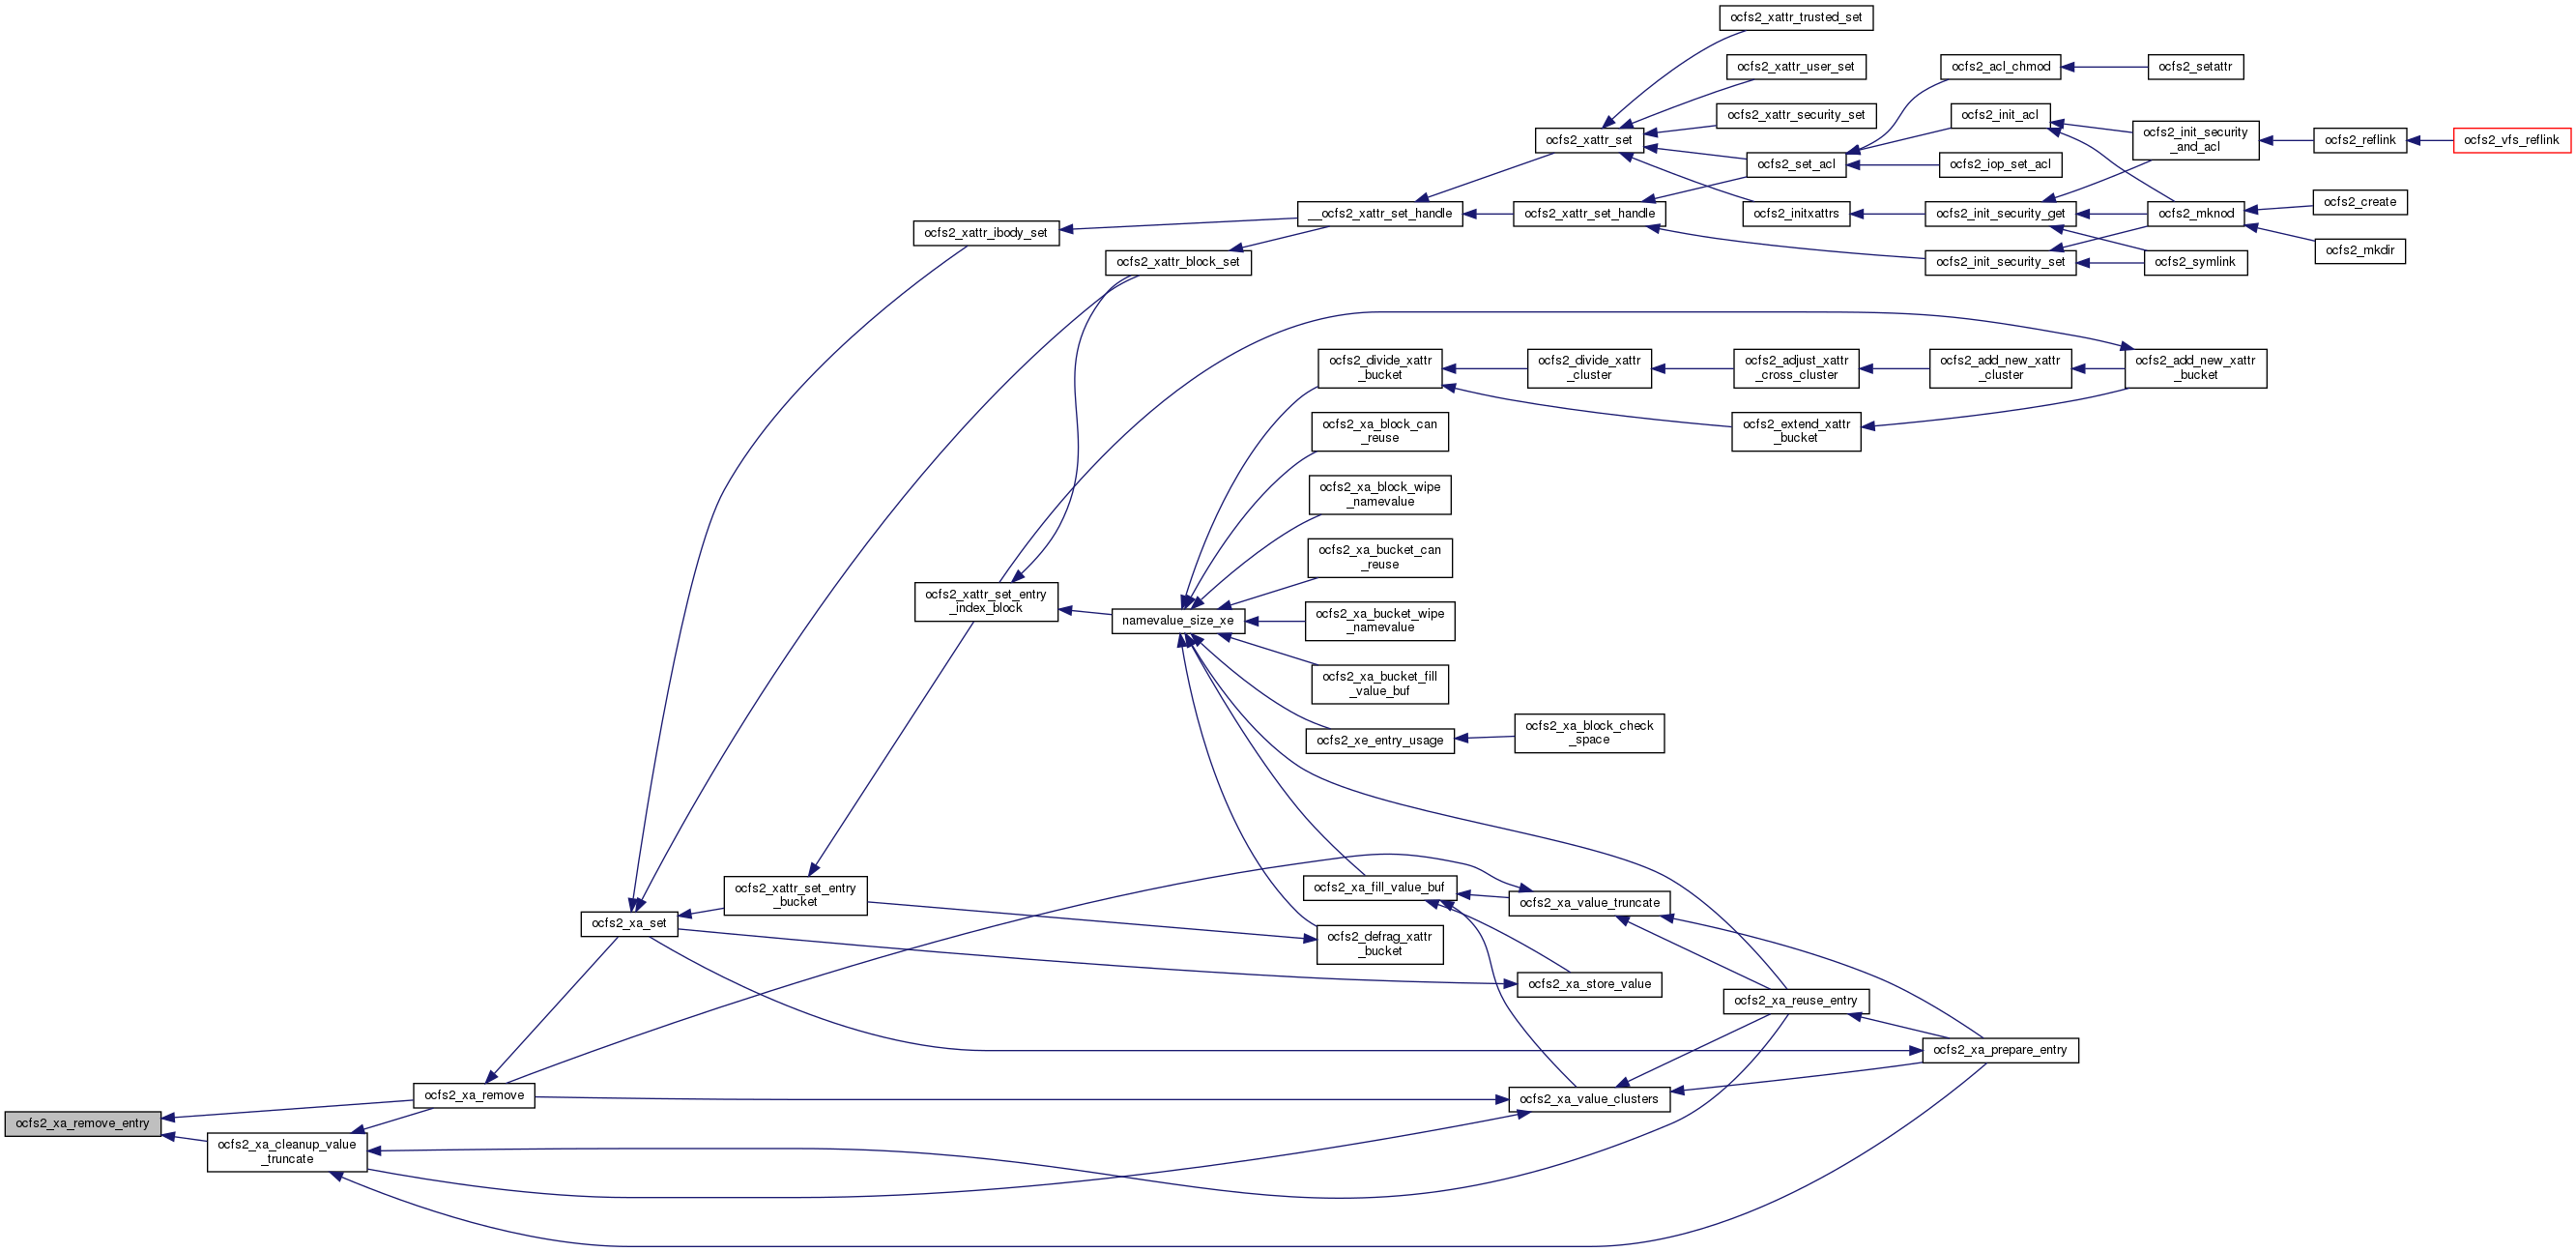 ocfs2_xattr_trusted_set
ocfs2_xattr_user_set
ocfs2_acl_chmod
ocfs2_setattr
ocfs2_xattr_security_set
ocfs2_init_acl
ocfs2_xattr_set
ocfs2_init_security
_and_acl
ocfs2_reflink
ocfs2_vfs_reflink
ocfs2_set_acl
ocfs2_iop_set_acl
ocfs2_create
__ocfs2_xattr_set_handle
ocfs2_xattr_set_handle
ocfs2_initxattrs
ocfs2_init_security_get
ocfs2_mknod
ocfs2_xattr_ibody_set
ocfs2_mkdir
ocfs2_xattr_block_set
ocfs2_init_security_set
ocfs2_symlink
ocfs2_divide_xattr
_bucket
ocfs2_divide_xattr
_cluster
ocfs2_adjust_xattr
_cross_cluster
ocfs2_add_new_xattr
_cluster
ocfs2_add_new_xattr
_bucket
ocfs2_xa_block_can
_reuse
ocfs2_extend_xattr
_bucket
ocfs2_xa_block_wipe
_namevalue
ocfs2_xa_bucket_can
_reuse
ocfs2_xattr_set_entry
_index_block
namevalue_size_xe
ocfs2_xa_bucket_wipe
_namevalue
ocfs2_xa_bucket_fill
_value_buf
ocfs2_xe_entry_usage
ocfs2_xa_block_check
_space
ocfs2_xattr_set_entry
_bucket
ocfs2_xa_fill_value_buf
ocfs2_xa_value_truncate
ocfs2_xa_set
ocfs2_defrag_xattr
_bucket
ocfs2_xa_store_value
ocfs2_xa_reuse_entry
ocfs2_xa_prepare_entry
ocfs2_xa_remove
ocfs2_xa_value_clusters
ocfs2_xa_remove_entry
ocfs2_xa_cleanup_value
_truncate